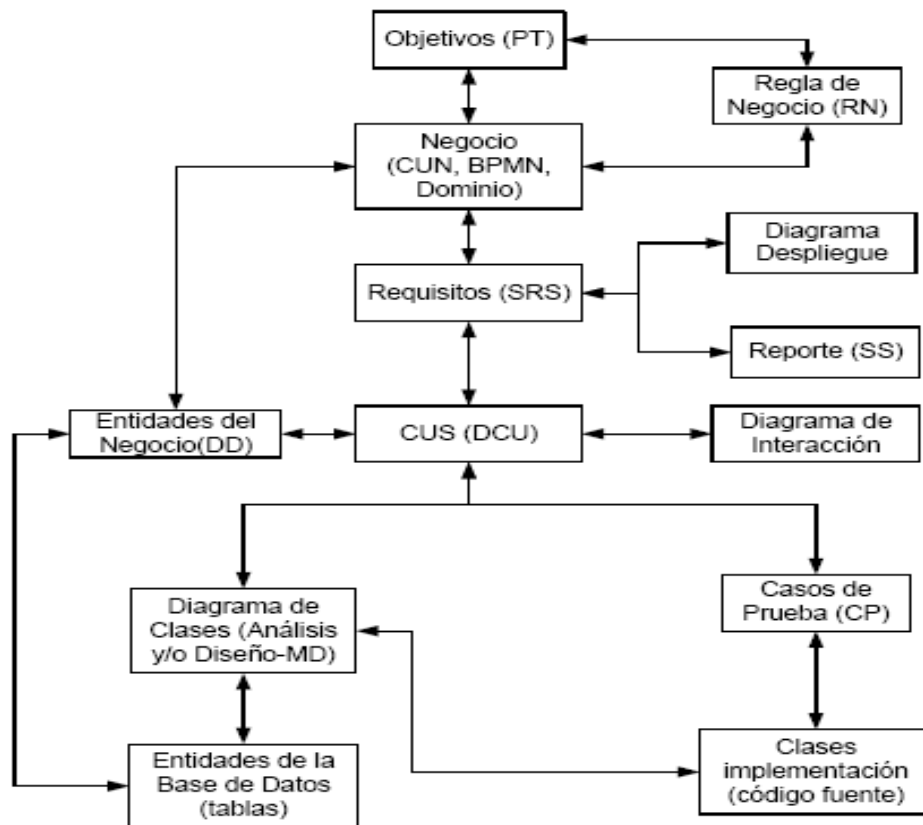 Objetivos (PT)
Regla de
Negocio (RN)
Negocio
(CUN, BPMN,
Dominio)
Diagrama
Despliegue
Requisitos (SRS)
Reporte (SS)
Entidades del
Negocio(DD)
CUS (DCU)
Diagrama de
Interacción
Diagrama de
Clases (Análisis
y/o Diseño-MD)
Casos de
Prueba (CP)
Entidades de la
Base de Datos
(tablas)
Clases
implementación
(código fuente)